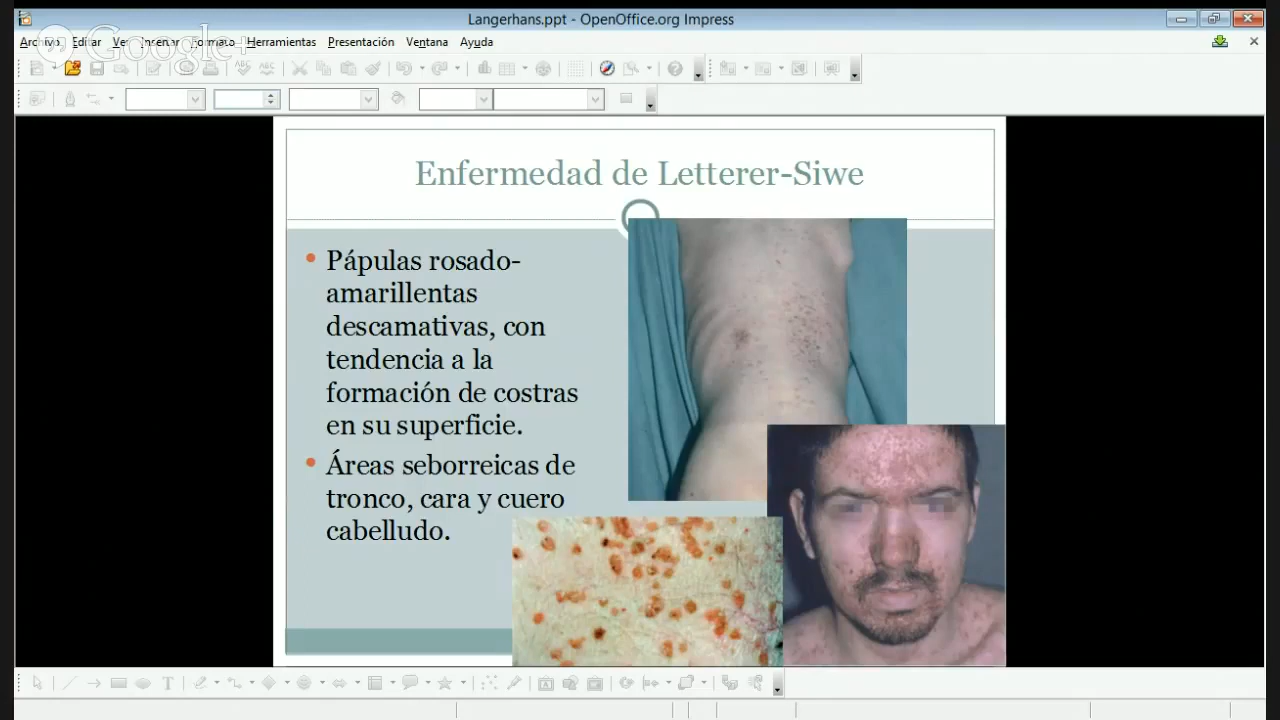 Langerhans.ppt - OpenOffice.org Impress
Google+
Archivo Editar Ver Insertar Formato Herramientas Presentación Ventana Ayuda
Enfermedad de Letterer-Siwe
• Pápulas rosado-
amarillentas
descamativas, con
tendencia a la
formación de costras
en su superficie.
• Áreas seborreicas de
tronco, cara y cuero
cabelludo.